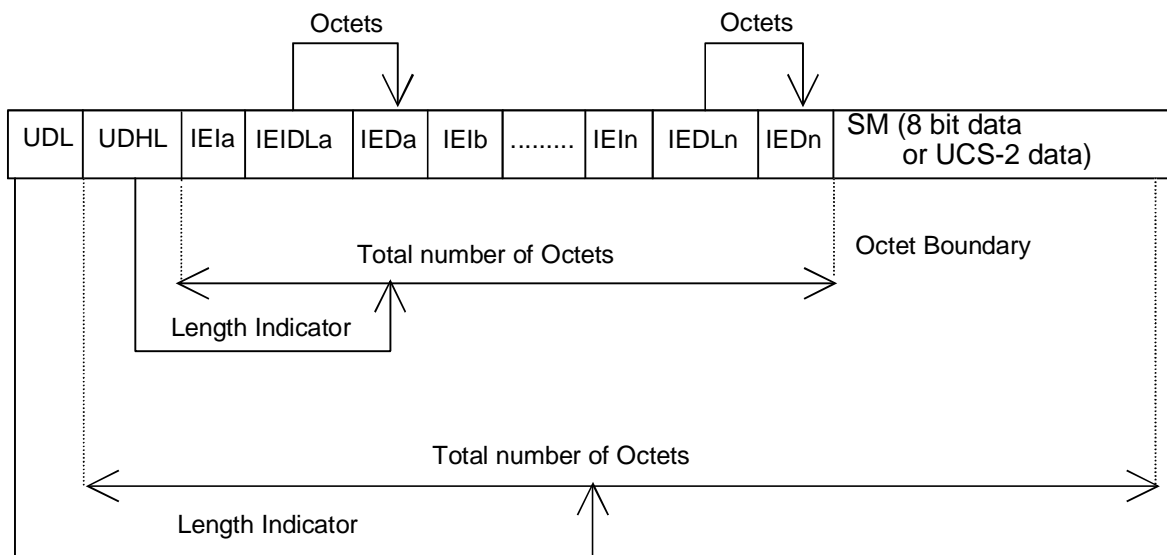 Octets
Octets
UDL UDHL IEIa IEIDLa IEDa IEIb ......... IEIn IEDLn IEDn SM (8 bit data
or UCS-2 data)
Total number of Octets
Octet Boundary
Length Indicator
Total number of Octets
Length Indicator